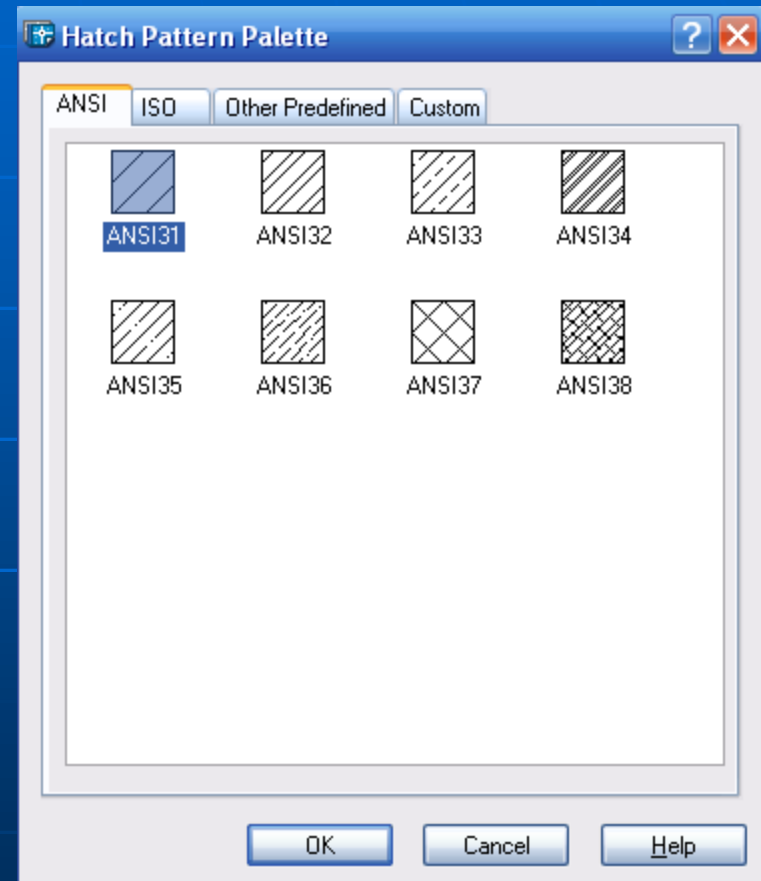 Hatch Pattern Palette
ANSI ISO Other Predefined Custom
ANSI31 ANSI32 ANSI33 ANSI34
ANSI35 ANSI36 ANSI37 ANSI38
OK Cancel Help